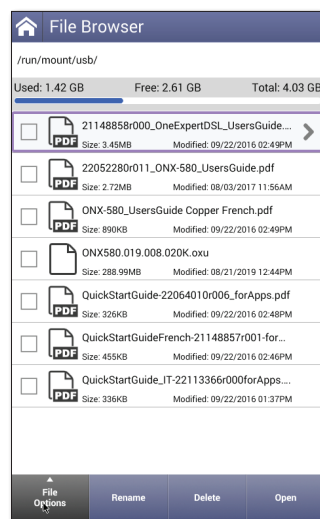 File Browser
/run/mount/usb/
Used: 1.42 GB Free: 2.61 GB Total: 4.03 GB
21148858r000_OneExpertDSL_UsersGuide....
PDF
Size: 3.45MB Modified: 09/22/2016 02:49PM
22052280r011_ONX-580_UsersGuide.pdf
PDF
Size: 2.72MB Modified: 08/03/2017 11:56AM
ONX-580_UsersGuide Copper French.pdf
PDF
Size: 890KB Modified: 09/22/2016 02:49PM
ONX580.019.008.020K.oxu
Size: 288.99MB Modified: 08/21/2019 12:44PM
QuickStartGuide-22064010r006_forApps.pdf
PDF
Size: 326KB Modified: 09/22/2016 02:48PM
QuickStartGuideFrench-21148857r001-for...
PDF
Size: 455KB Modified: 09/22/2016 02:46PM
QuickStartGuide_IT-22113366r000forApps....
PDF
Size: 336KB Modified: 09/22/2016 01:37PM
File
Options
Rename Delete Open